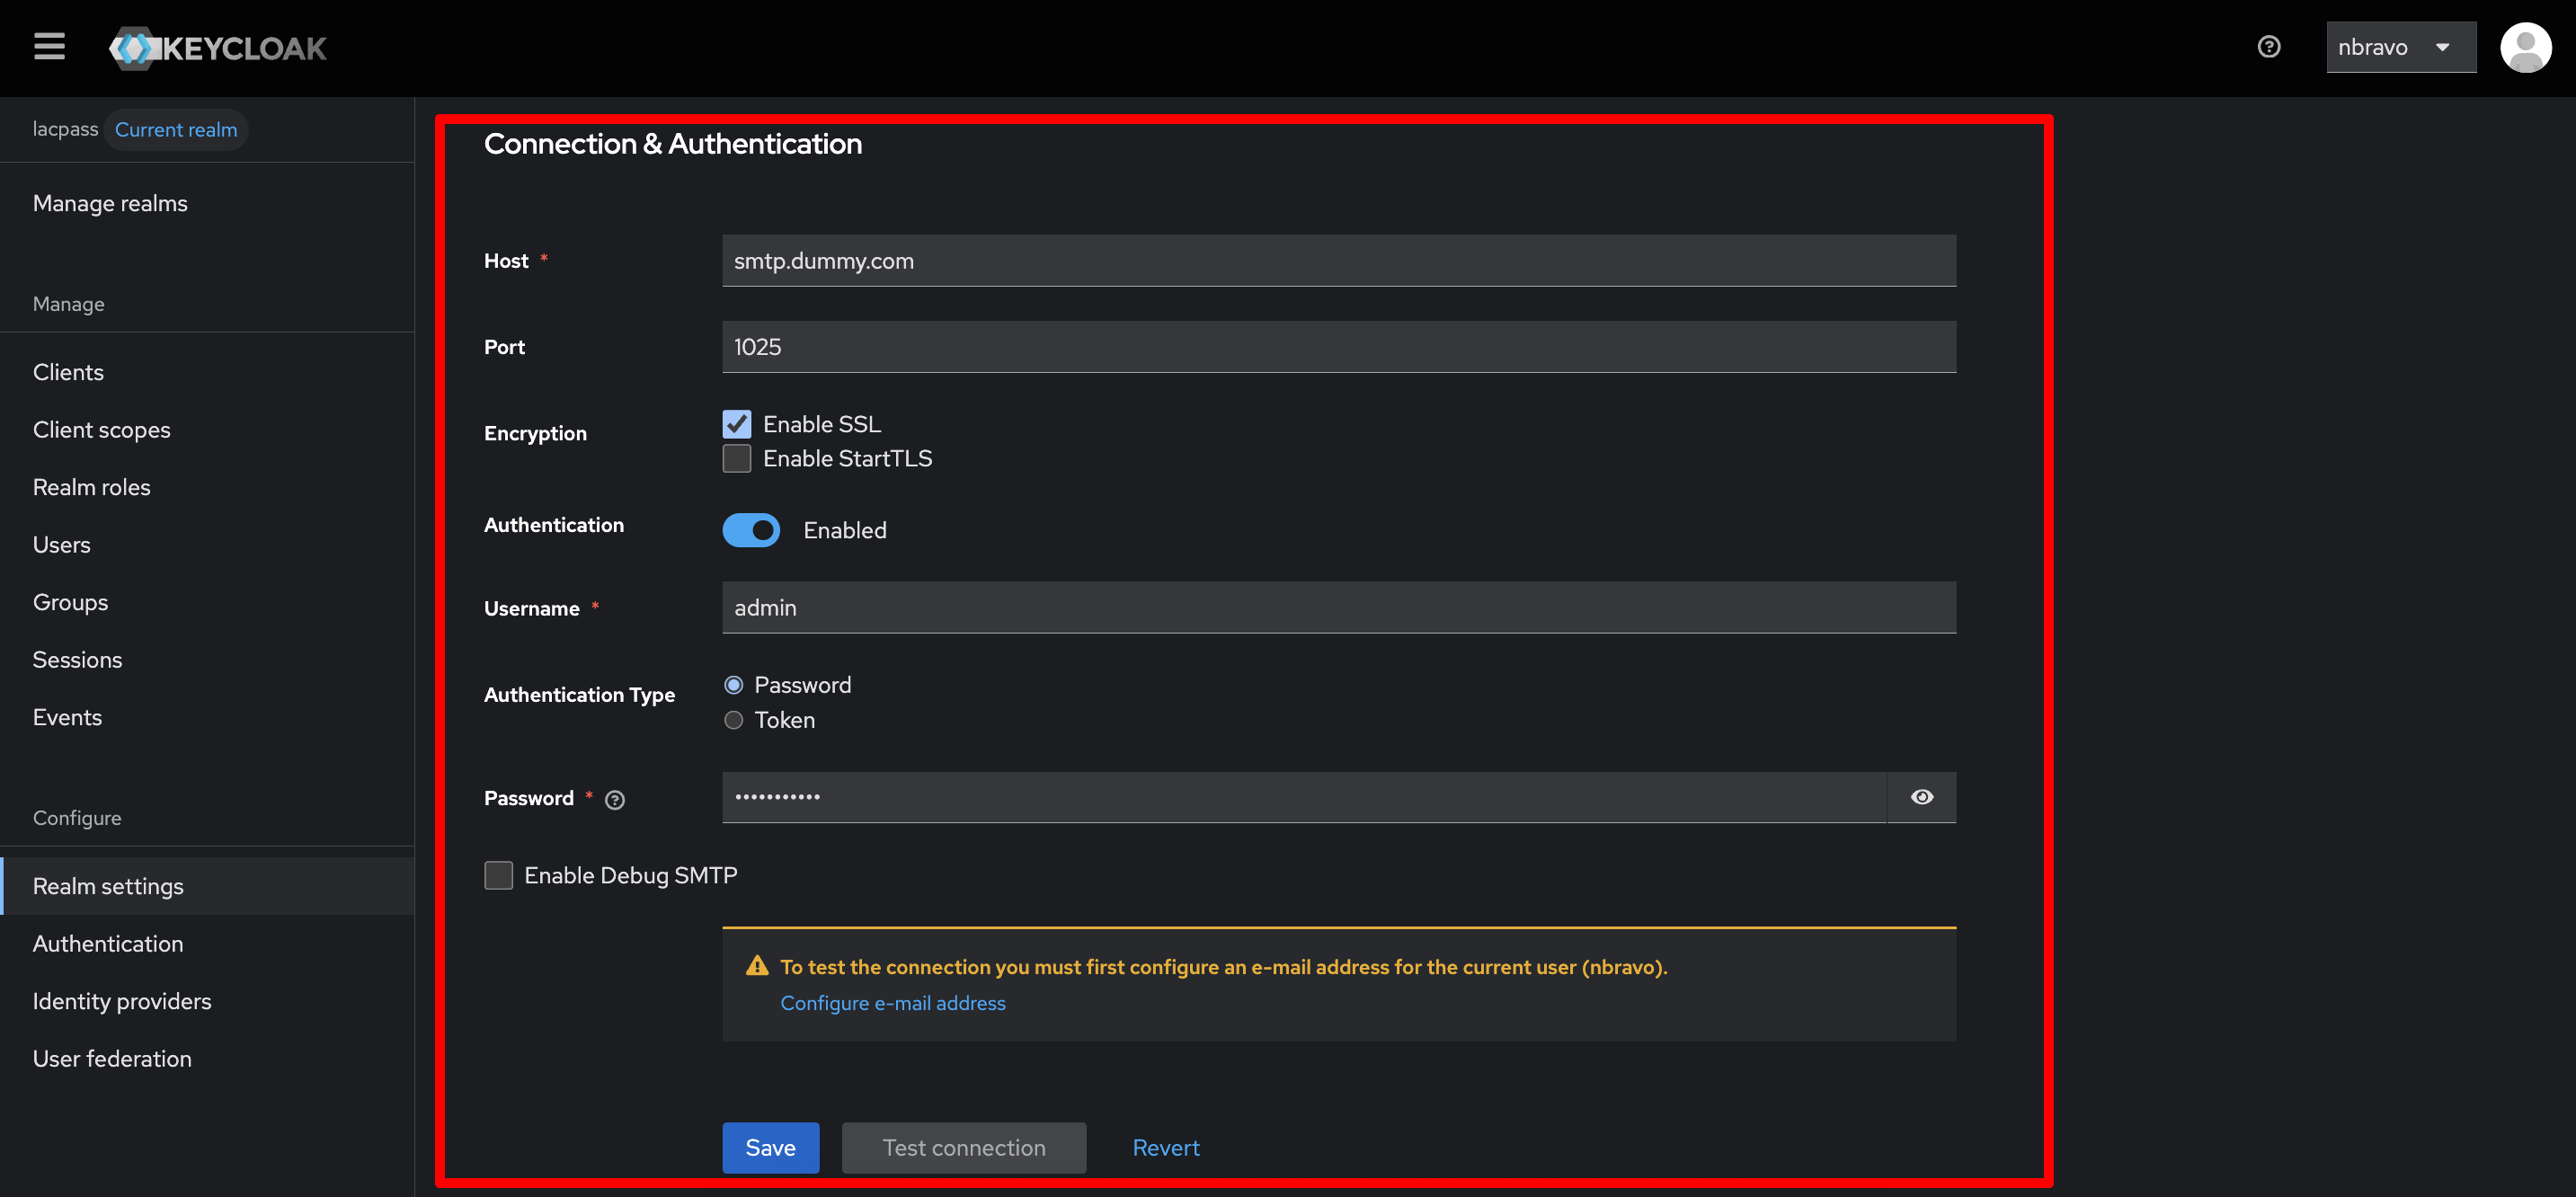 KEYCLOAK
nbravo
lacpass Current realm
Manage realms
Manage
Clients
Client scopes
Realm roles
Users
Groups
Sessions
Events
Configure
Realm settings
Authentication
Identity providers
User federation
Connection & Authentication
Host *
smtp.dummy.com
Port
1025
Encryption
Enable SSL
Enable StartTLS
Authentication
Enabled
Username *
admin
Authentication Type
Password
Token
Password *
•••••••••••
Enable Debug SMTP
To test the connection you must first configure an e-mail address for the current user (nbravo).
Configure e-mail address
Save Test connection Revert